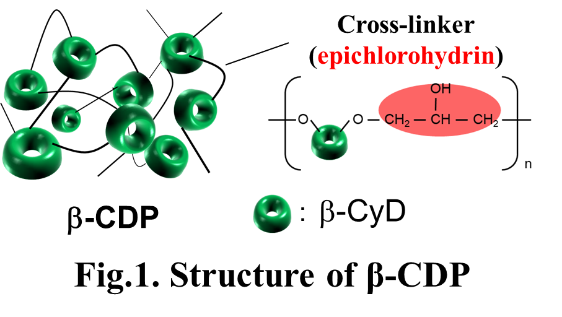 Cross-linker
(epichlorohydrin)
OH
O O — CH₂ — CH — CH₂
n
β-CDP
: β-CyD
Fig.1. Structure of β-CDP